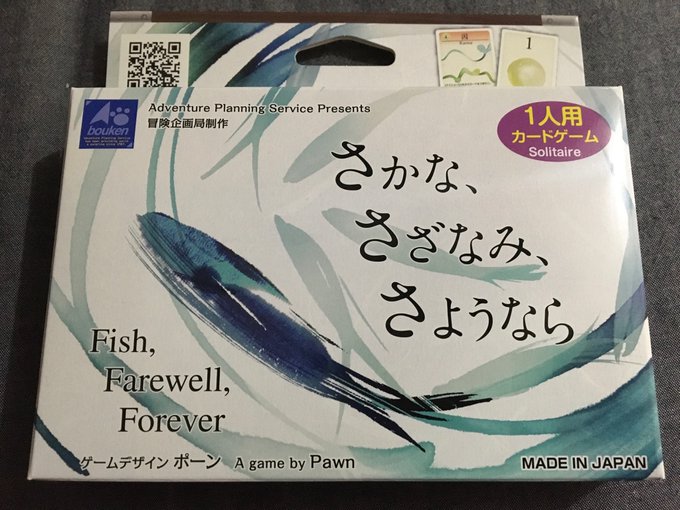 因
1
bouken
Adventure Planning Service Presents
冒険企画局制作
1人用
カードゲーム
Solitaire
さかな、
さざなみ、
さようなら
Fish,
Farewell,
Forever
ゲームデザイン ポーン A game by Pawn
MADE IN JAPAN